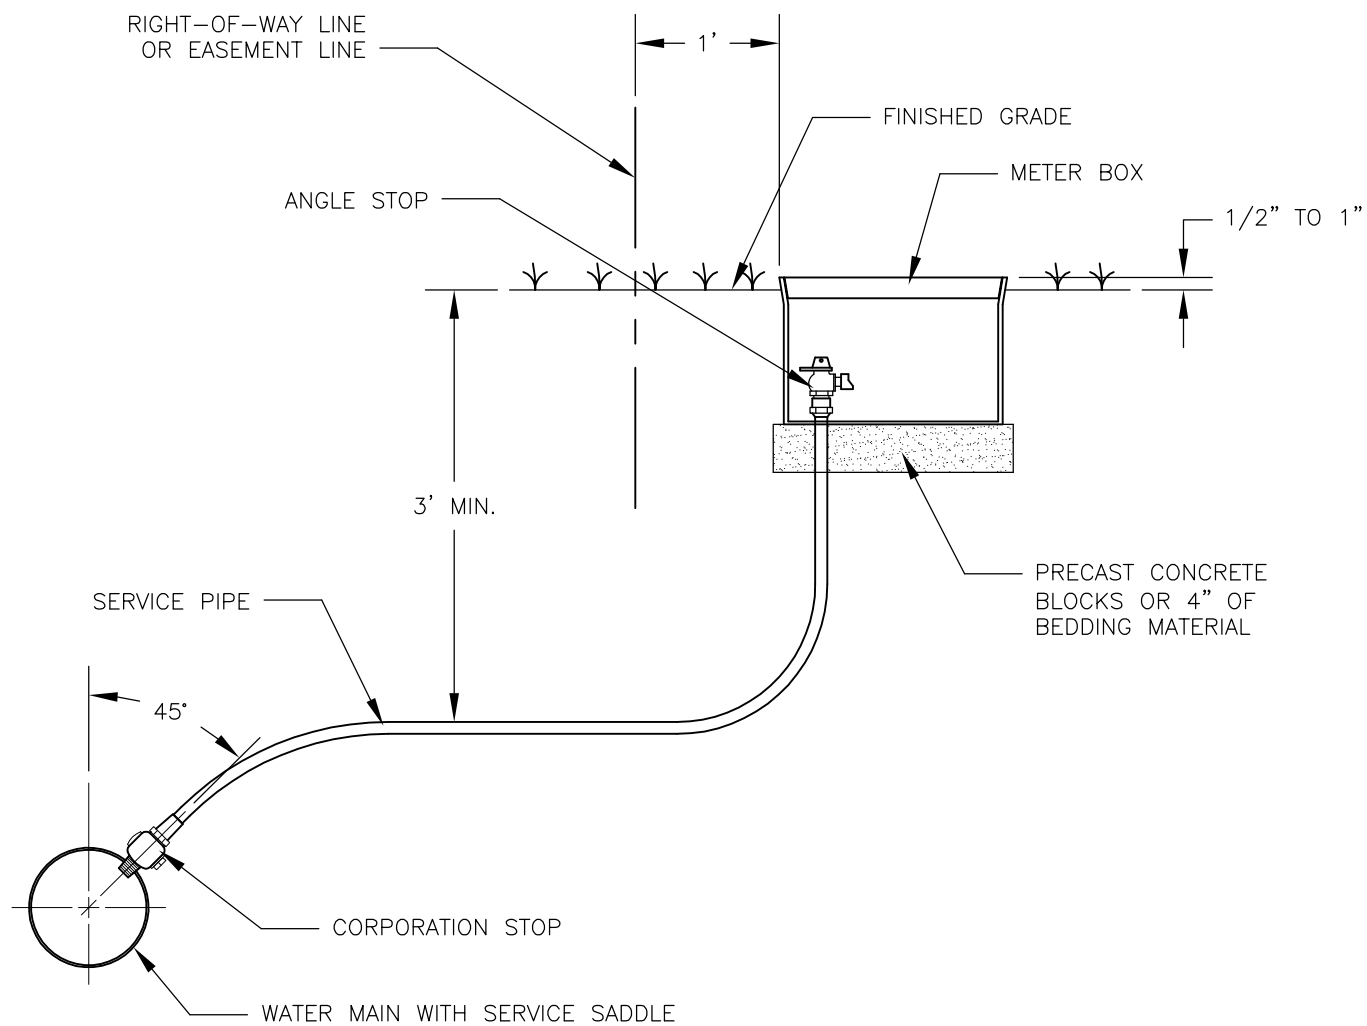 RIGHT-OF-WAY LINE
OR EASEMENT LINE
1'
FINISHED GRADE
METER BOX
ANGLE STOP
1/2" TO 1"
3' MIN.
PRECAST CONCRETE
BLOCKS OR 4" OF
BEDDING MATERIAL
SERVICE PIPE
45°
CORPORATION STOP
WATER MAIN WITH SERVICE SADDLE